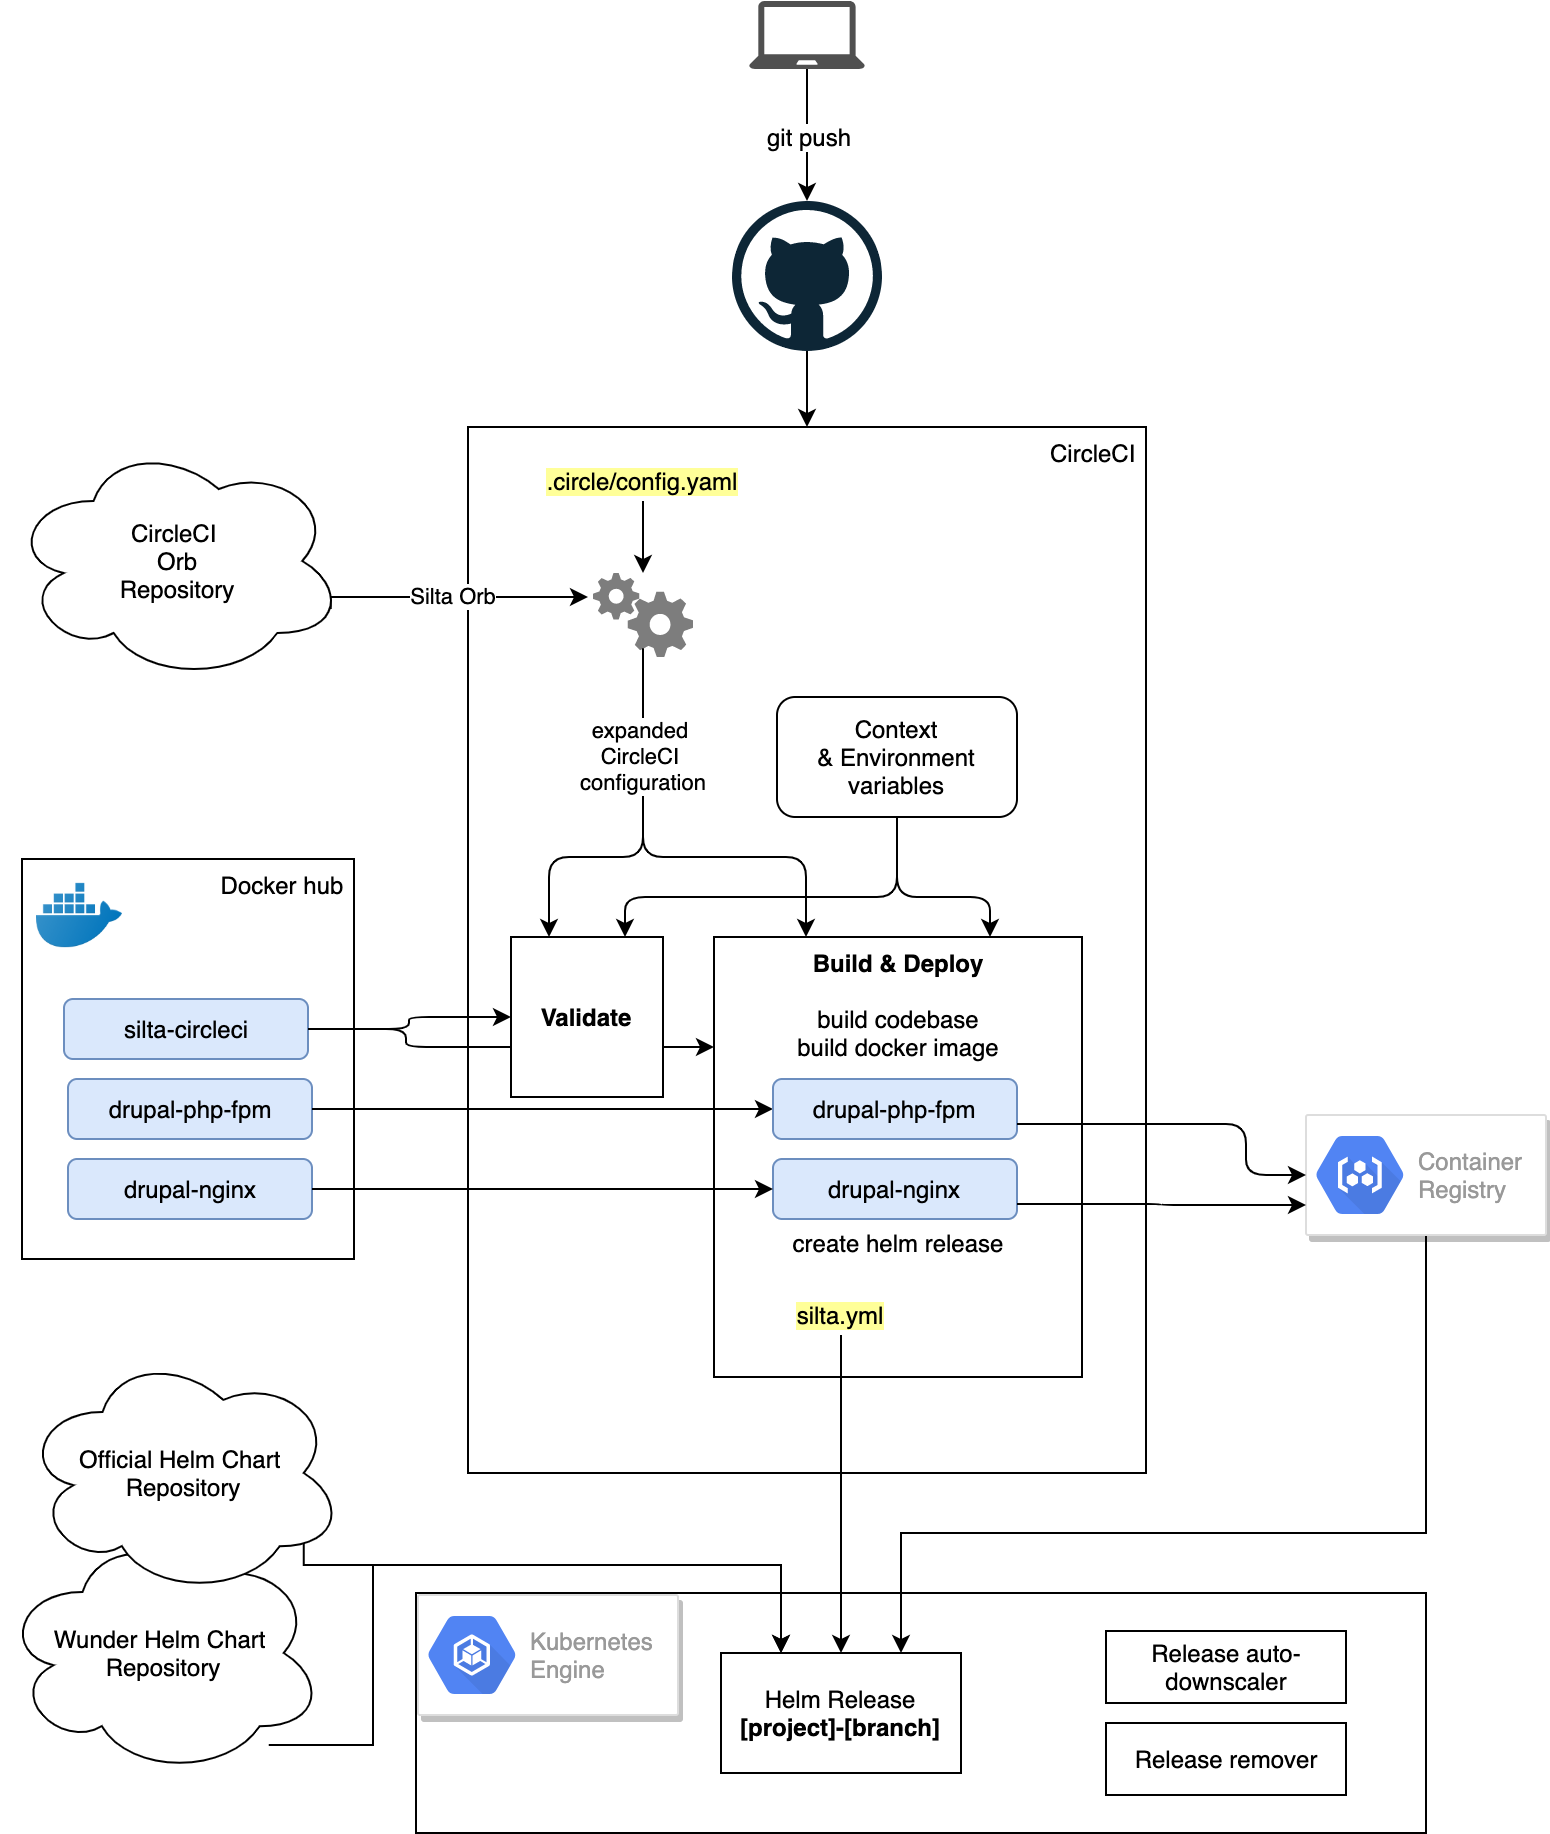 git push
CircleCI
.circle/config.yaml
CircleCI
Orb
Repository
Silta Orb
expanded
CircleCI
configuration
Context
& Environment
variables
Docker hub
silta-circleci
drupal-php-fpm
drupal-nginx
Validate
Build & Deploy
build codebase
build docker image
drupal-php-fpm
drupal-nginx
create helm release
silta.yml
Container
Registry
Official Helm Chart
Repository
Wunder Helm Chart
Repository
Kubernetes
Engine
Helm Release
[project]-[branch]
Release auto-
downscaler
Release remover